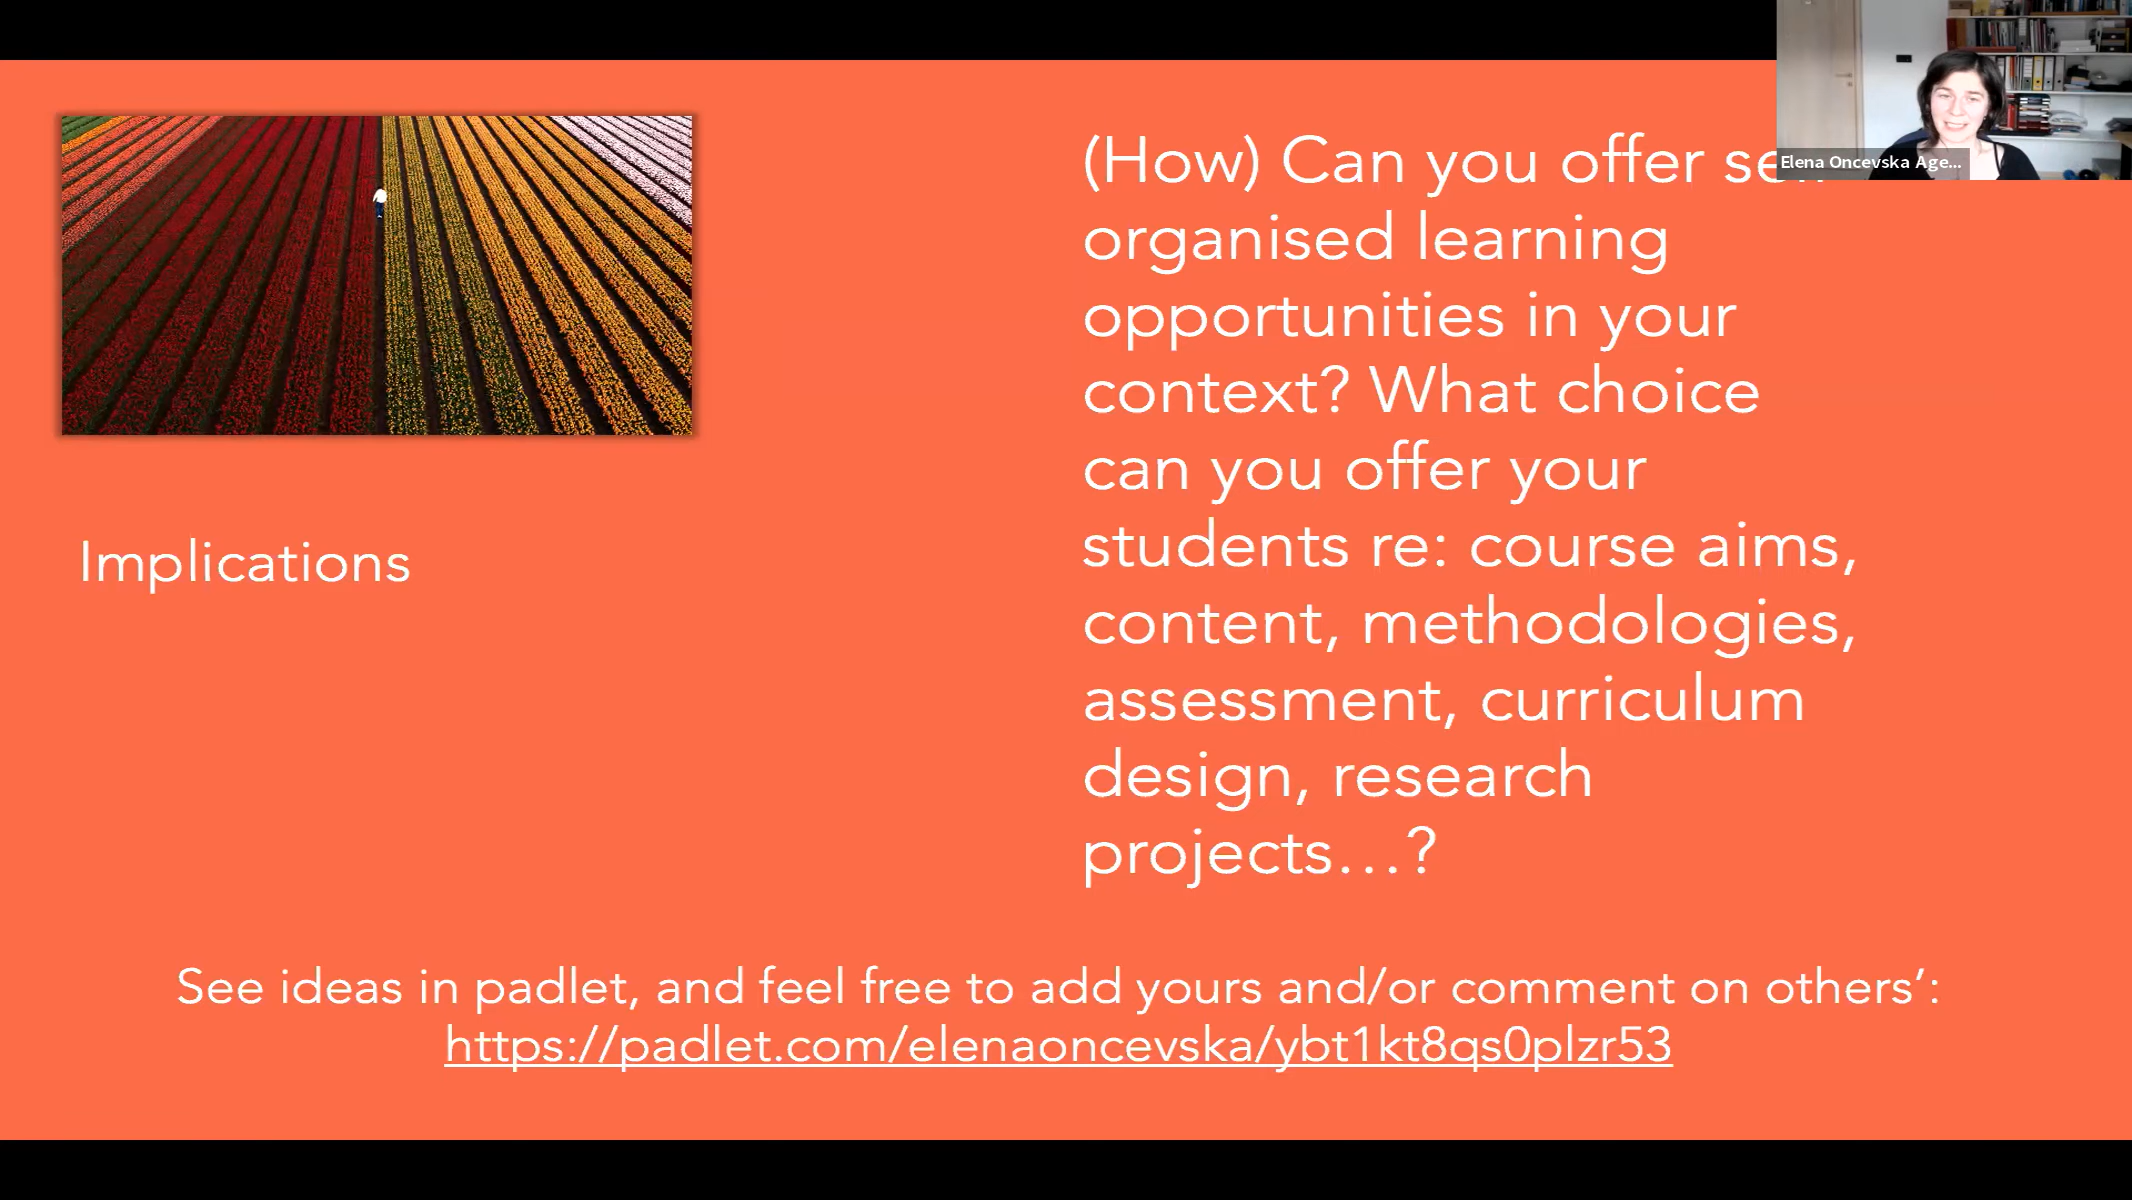 Elena Oncevska Age...
(How) Can you offer
organised learning
opportunities in your
context? What choice
can you offer your
students re: course aims,
content, methodologies,
assessment, curriculum
design, research
projects…?
Implications
See ideas in padlet, and feel free to add yours and/or comment on others’:
https://padlet.com/elenaoncevska/ybt1kt8qs0plzr53